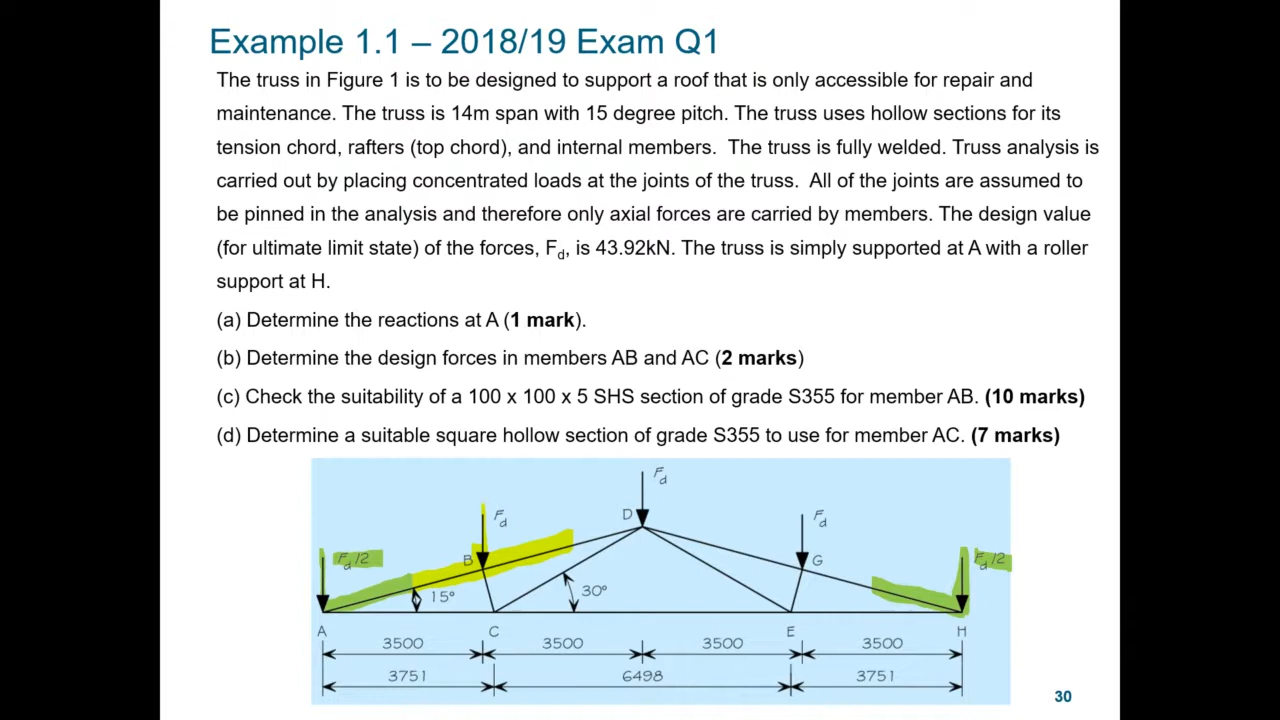 Example 1.1 – 2018/19 Exam Q1
The truss in Figure 1 is to be designed to support a roof that is only accessible for repair and
maintenance. The truss is 14m span with 15 degree pitch. The truss uses hollow sections for its
tension chord, rafters (top chord), and internal members.  The truss is fully welded. Truss analysis is
carried out by placing concentrated loads at the joints of the truss.  All of the joints are assumed to
be pinned in the analysis and therefore only axial forces are carried by members. The design value
(for ultimate limit state) of the forces, Fd, is 43.92kN. The truss is simply supported at A with a roller
support at H.
(a) Determine the reactions at A (1 mark).
(b) Determine the design forces in members AB and AC (2 marks)
(c) Check the suitability of a 100 x 100 x 5 SHS section of grade S355 for member AB. (10 marks)
(d) Determine a suitable square hollow section of grade S355 to use for member AC. (7 marks)
Fd
Fd D Fd
Fd/2 B G Fd/2
15° 30°
A C E H
3500 3500 3500 3500
3751 6498 3751
30